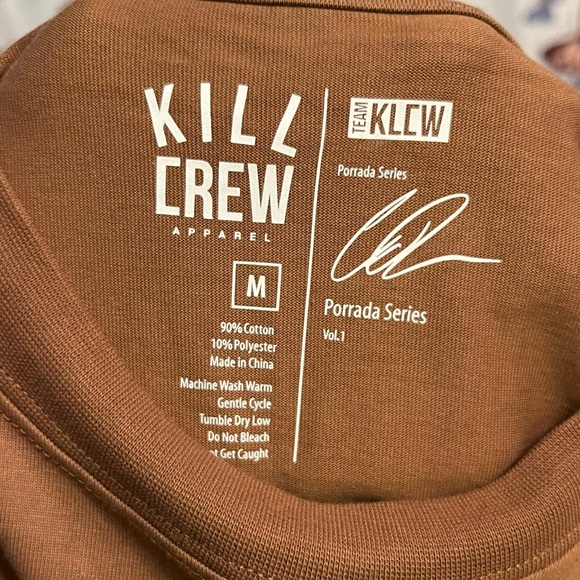 KILL
CREW
APPAREL
M
90% Cotton
10% Polyester
Made in China
Machine Wash Warm
Gentle Cycle
Tumble Dry Low
Do Not Bleach
Get Caught
TEAM KLCW
Porrada Series
Porrada Series
Vol.1